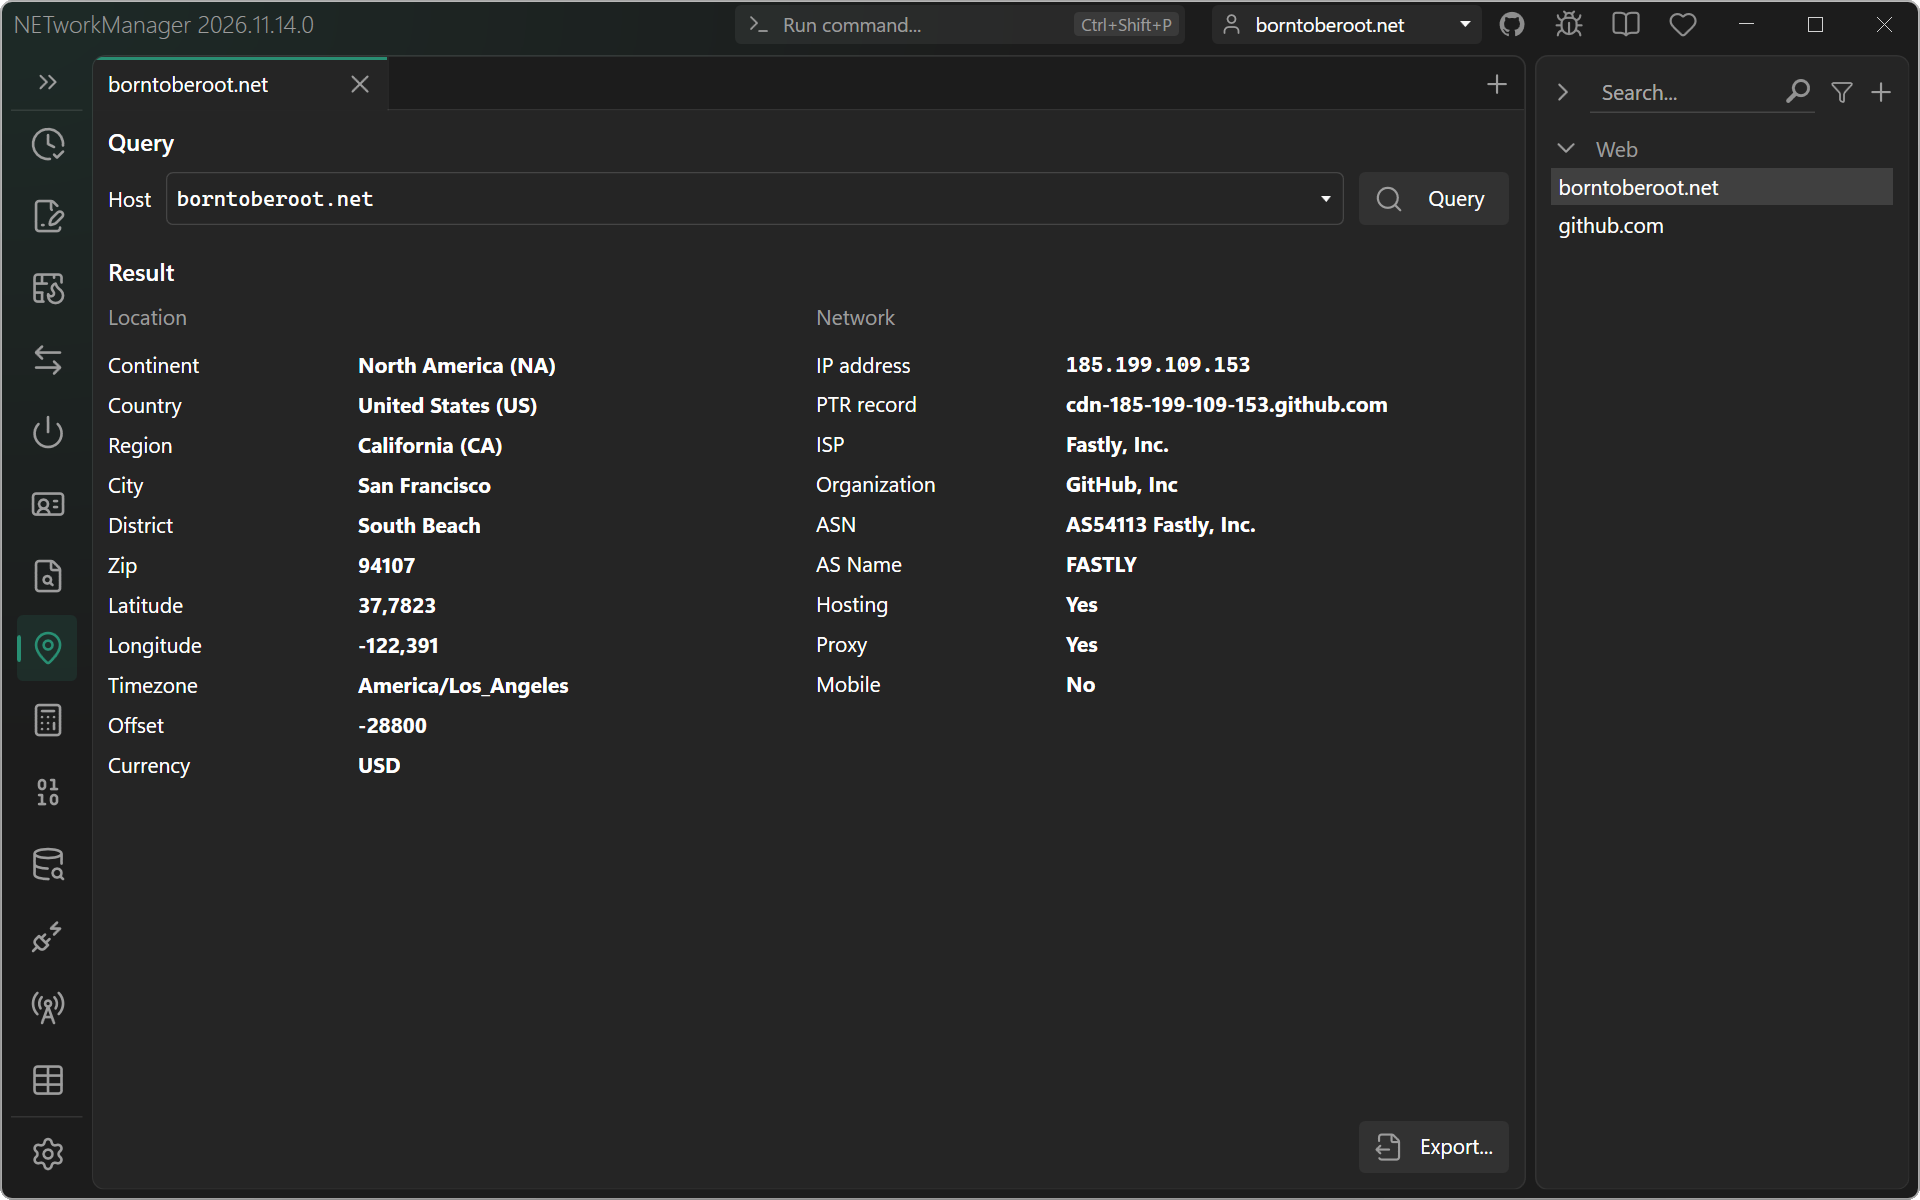 NETworkManager 2026.11.14.0
Run command...
Ctrl+Shift+P
borntoberoot.net
borntoberoot.net
Query
Host
borntoberoot.net
Query
Result
Location
Continent North America (NA)
Country United States (US)
Region California (CA)
City San Francisco
District South Beach
Zip 94107
Latitude 37,7823
Longitude -122,391
Timezone America/Los_Angeles
Offset -28800
Currency USD
Network
IP address 185.199.109.153
PTR record cdn-185-199-109-153.github.com
ISP Fastly, Inc.
Organization GitHub, Inc
ASN AS54113 Fastly, Inc.
AS Name FASTLY
Hosting Yes
Proxy Yes
Mobile No
Export...
Search...
Web
borntoberoot.net
github.com
01
10